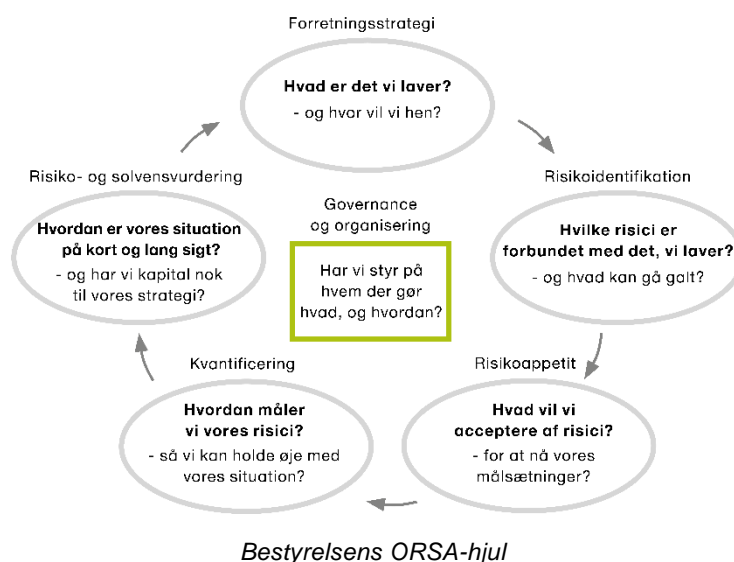 Forretningsstrategi
Hvad er det vi laver?
- og hvor vil vi hen?
Risikoidentifikation
Hvilke risici er
forbundet med det, vi laver?
- og hvad kan gå galt?
Risikoappetit
Hvad vil vi
acceptere af risici?
- for at nå vores
målsætninger?
Kvantificering
Hvordan måler
vi vores risici?
- så vi kan holde øje med
vores situation?
Risiko- og solvensvurdering
Hvordan er vores situation
på kort og lang sigt?
- og har vi kapital nok
til vores strategi?
Governance
og organisering
Har vi styr på
hvem der gør
hvad, og hvordan?
Bestyrelsens ORSA-hjul